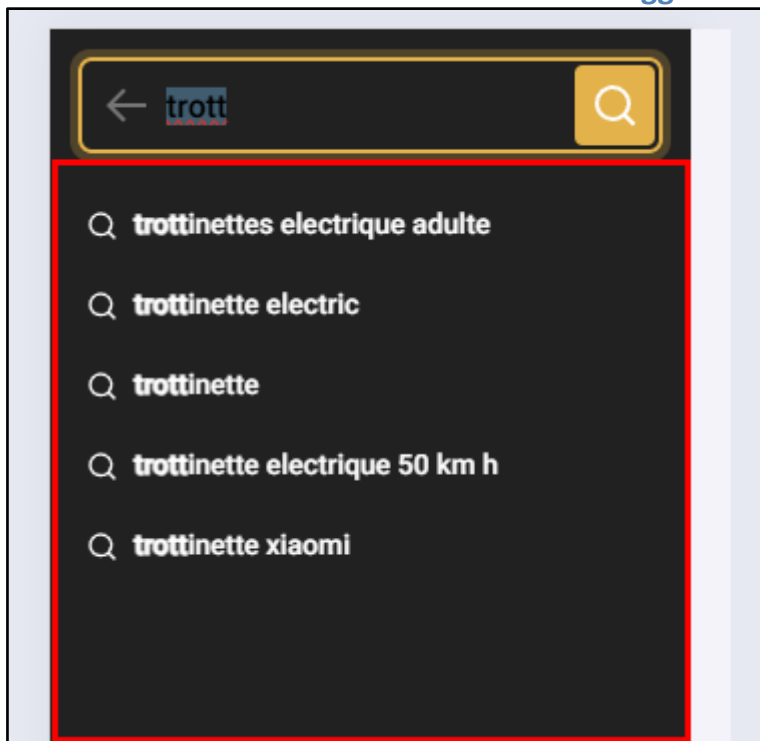 trott
trottinettes electrique adulte
trottinette electric
trottinette
trottinette electrique 50 km h
trottinette xiaomi